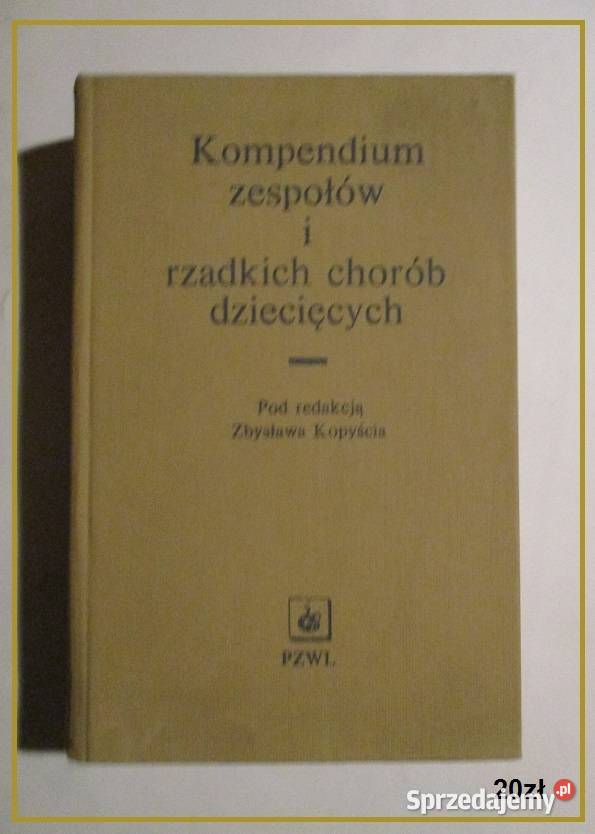 Kompendium
zespołów
i
rzadkich chorób
dziecięcych
Pod redakcją
Zbysława Kopyścia
PZWL
20zł
Sprzedajemy.pl